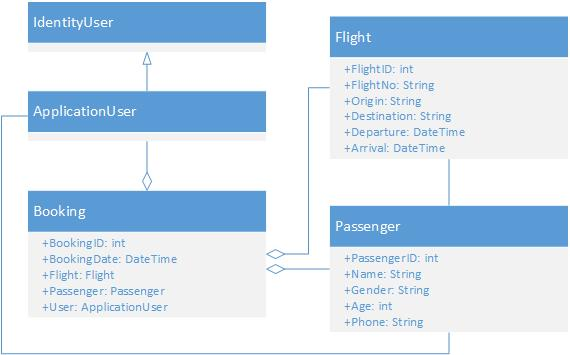 IdentityUser
ApplicationUser
Booking
+BookingID: int
+BookingDate: DateTime
+Flight: Flight
+Passenger: Passenger
+User: ApplicationUser
Flight
+FlightID: int
+FlightNo: String
+Origin: String
+Destination: String
+Departure: DateTime
+Arrival: DateTime
Passenger
+PassengerID: int
+Name: String
+Gender: String
+Age: int
+Phone: String